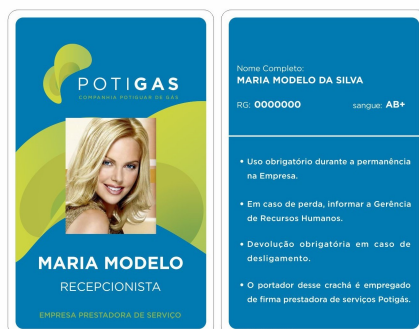 POTIGAS
COMPANHIA POTIGUAR DE GÁS
MARIA MODELO
RECEPCIONISTA
EMPRESA PRESTADORA DE SERVIÇO
Nome Completo:
MARIA MODELO DA SILVA
RG: 0000000 sangue: AB+
• Uso obrigatório durante a permanência
na Empresa.
• Em caso de perda, informar a Gerência
de Recursos Humanos.
• Devolução obrigatória em caso de
desligamento.
• O portador desse crachá é empregado
de firma prestadora de serviços Potigás.